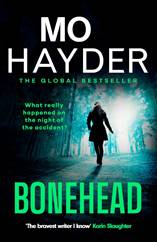 MO
HAYDER
THE GLOBAL BESTSELLER
What really
happened on
the night of
the accident?
BONEHEAD
'The bravest writer I know' Karin Slaughter